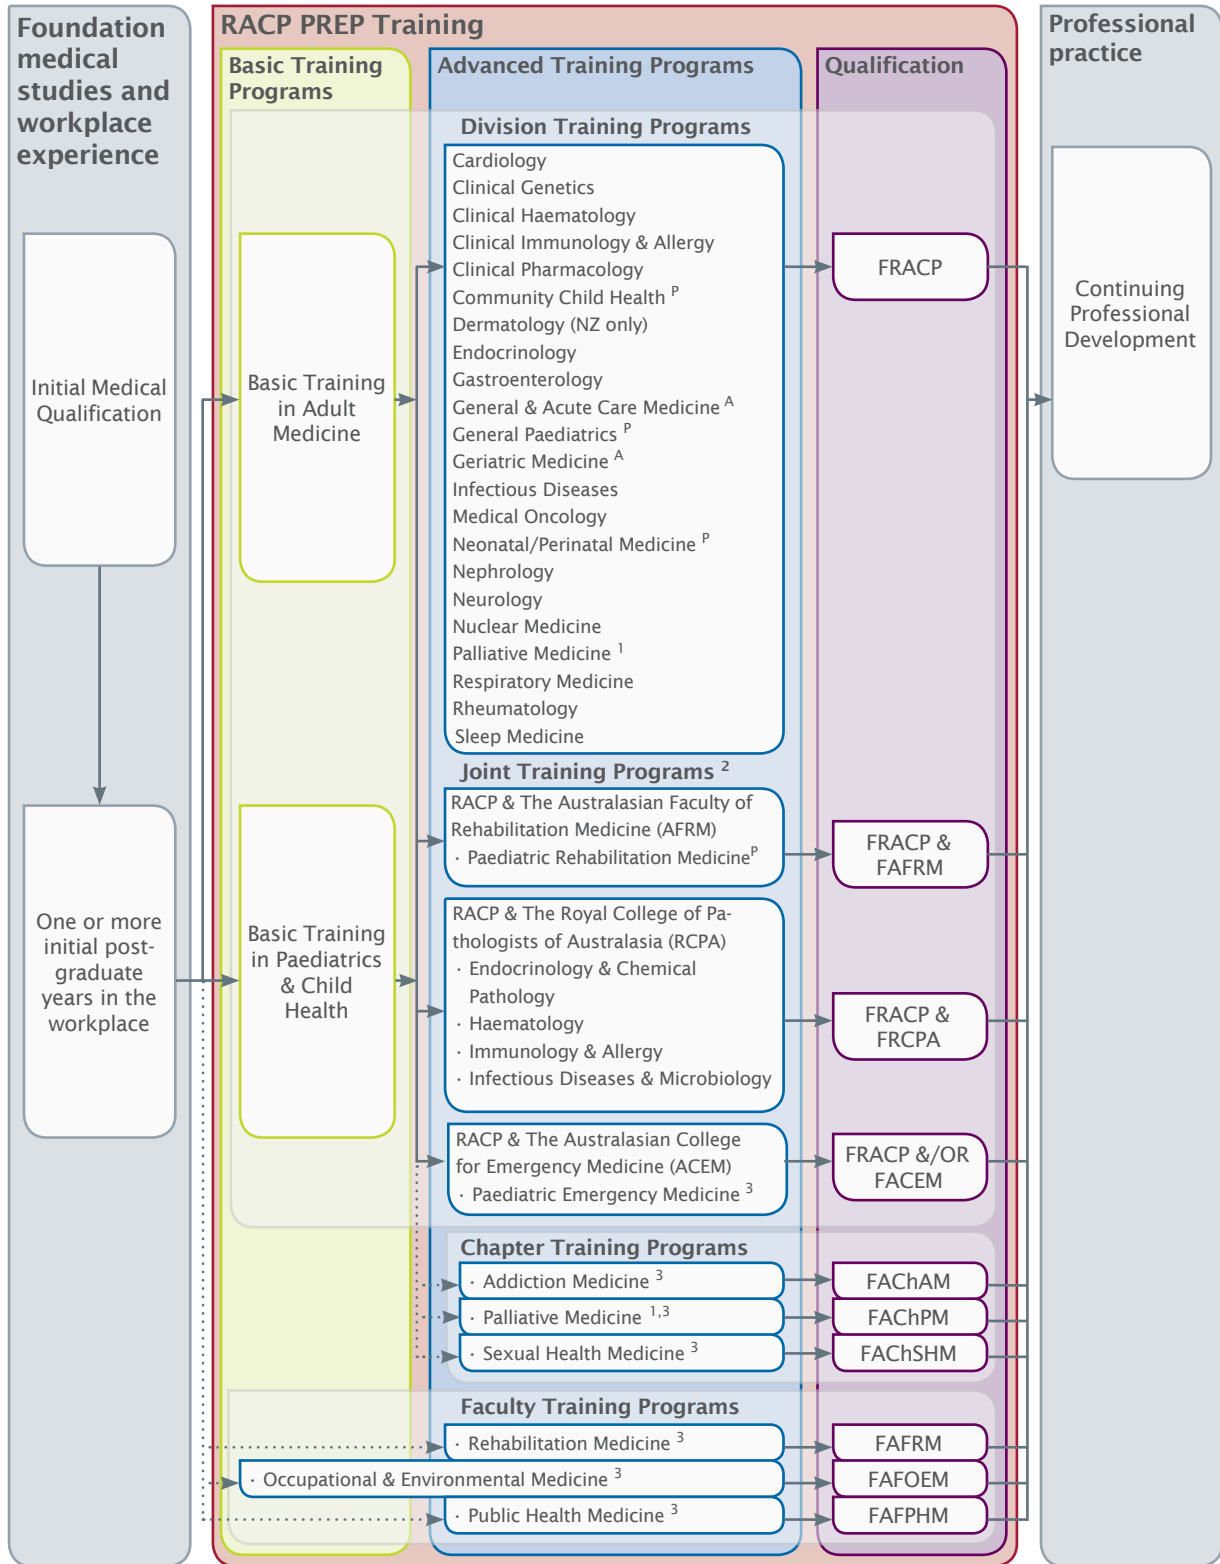 Foundation
medical
studies and
workplace
experience
Initial Medical
Qualification
One or more
initial post-
graduate
years in the
workplace
RACP PREP Training
Basic Training
Programs
Basic Training
in Adult
Medicine
Basic Training
in Paediatrics
& Child
Health
Advanced Training Programs
Division Training Programs
Cardiology
Clinical Genetics
Clinical Haematology
Clinical Immunology & Allergy
Clinical Pharmacology
Community Child Health P
Dermatology (NZ only)
Endocrinology
Gastroenterology
General & Acute Care Medicine A
General Paediatrics P
Geriatric Medicine A
Infectious Diseases
Medical Oncology
Neonatal/Perinatal Medicine P
Nephrology
Neurology
Nuclear Medicine
Palliative Medicine 1
Respiratory Medicine
Rheumatology
Sleep Medicine
Joint Training Programs 2
RACP & The Australasian Faculty of
Rehabilitation Medicine (AFRM)
· Paediatric Rehabilitation MedicineP
RACP & The Royal College of Pa-
thologists of Australasia (RCPA)
· Endocrinology & Chemical
Pathology
· Haematology
· Immunology & Allergy
· Infectious Diseases & Microbiology
RACP & The Australasian College
for Emergency Medicine (ACEM)
· Paediatric Emergency Medicine 3
Chapter Training Programs
· Addiction Medicine 3
· Palliative Medicine 1,3
· Sexual Health Medicine 3
Faculty Training Programs
· Rehabilitation Medicine 3
· Occupational & Environmental Medicine 3
· Public Health Medicine 3
Qualification
FRACP
FRACP &
FAFRM
FRACP &
FRCPA
FRACP &/OR
FACEM
FAChAM
FAChPM
FAChSHM
FAFRM
FAFOEM
FAFPHM
Professional
practice
Continuing
Professional
Development